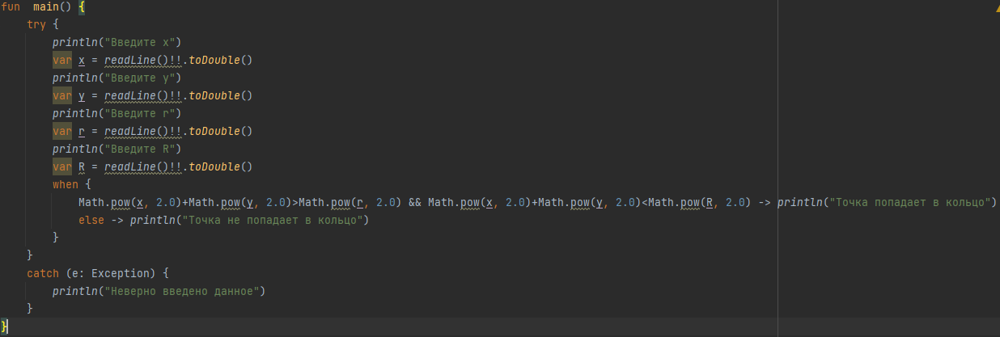 fun  main() {
    try {
        println("Введите x")
        var x = readLine()!!.toDouble()
        println("Введите y")
        var y = readLine()!!.toDouble()
        println("Введите r")
        var r = readLine()!!.toDouble()
        println("Введите R")
        var R = readLine()!!.toDouble()
        when {
            Math.pow(x, 2.0)+Math.pow(y, 2.0)>Math.pow(r, 2.0) && Math.pow(x, 2.0)+Math.pow(y, 2.0)<Math.pow(R, 2.0) -> println("Точка попадает в кольцо")
            else -> println("Точка не попадает в кольцо")
        }
    }
    catch (e: Exception) {
        println("Неверно введено данное")
    }
}